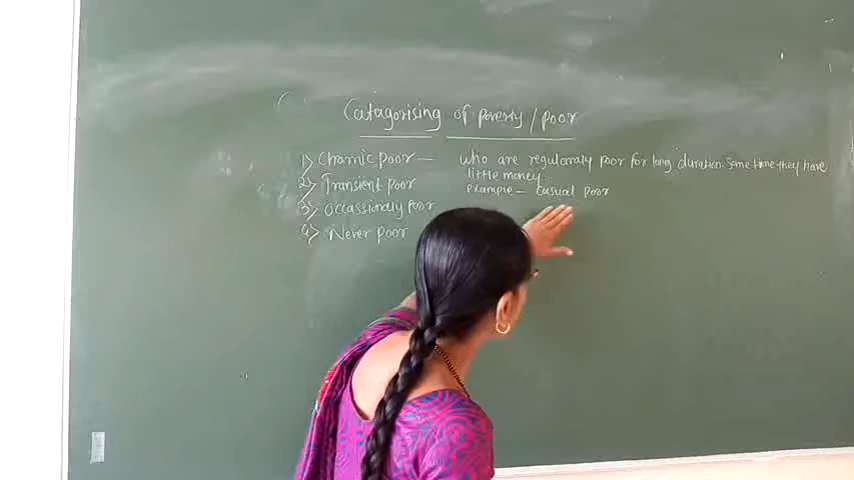 Catagorising of poverty / poor
1) Chronic poor — who are regularraly poor for long duration. Some time they have
little money
example — casual poor
2) Transient poor
3) Occassionaly poor
4) Never poor